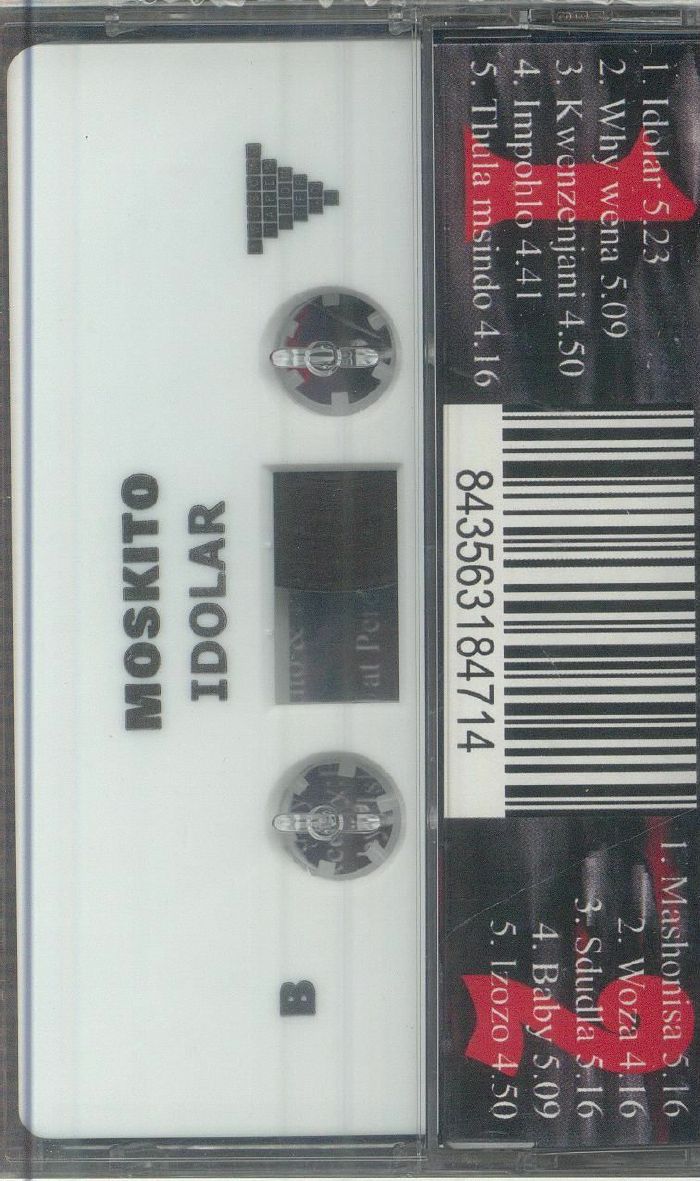 1. Idolar 5.23
2. Why wena 5.09
3. Kwenzenjani 4.50
4. Impohlo 4.41
5. Thula msindo 4.16
1
843563184714
1. Mashonisa 5.16
2. Woza 4.16
3. Sdudla 5.16
4. Baby 5.09
5. Izozo 4.50
2
MOSKITO
IDOLAR
B